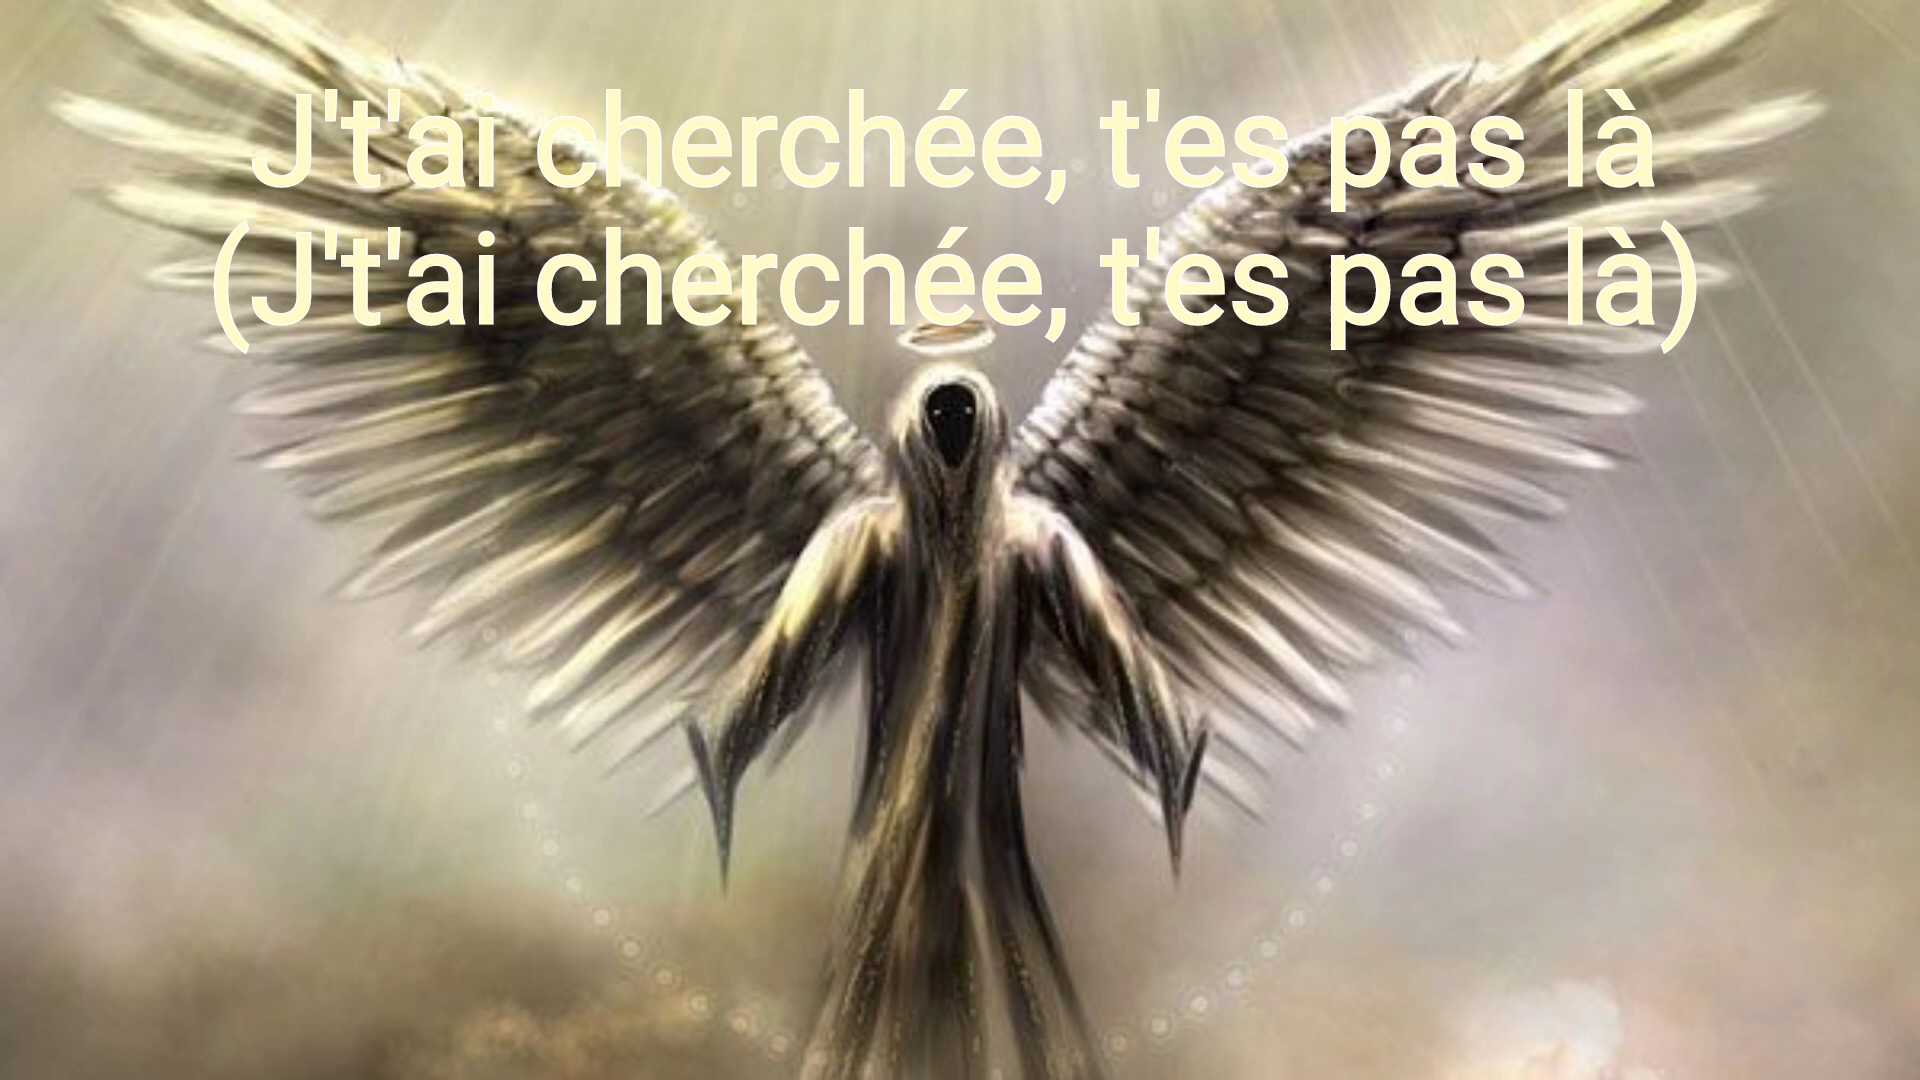 J't'ai cherchée, t'es pas là
(J't'ai cherchée, t'es pas là)